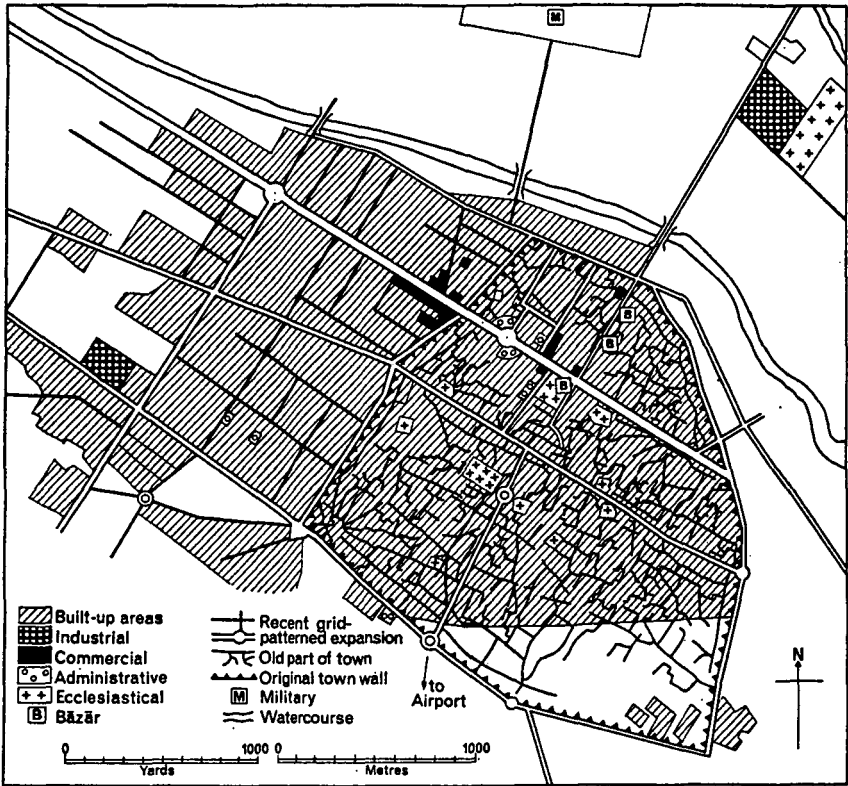 M
B
B
B
Built-up areas
Industrial
Commercial
Administrative
Ecclesiastical
B Bāzār
Recent grid-
patterned expansion
Old part of town
Original town wall
M Military
Watercourse
to
Airport
N
0 1000
Yards
0 1000
Metres